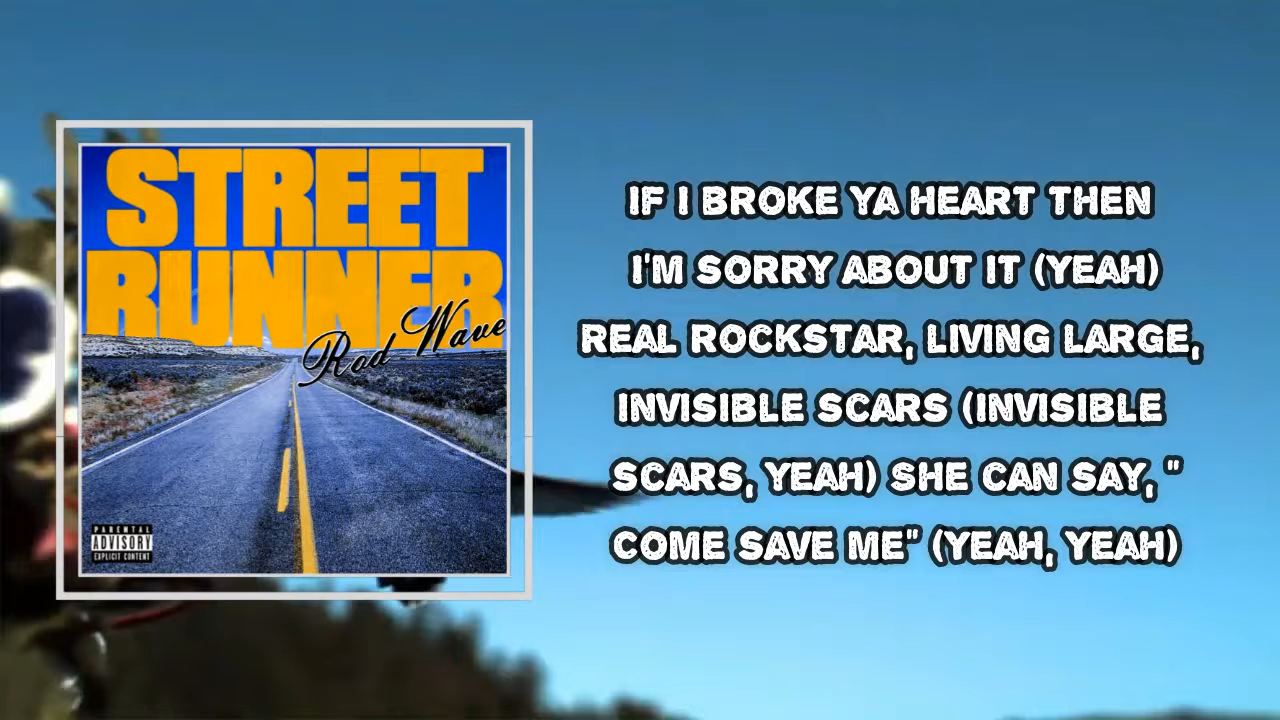 STREET
RUNNER
Rod Wave
PARENTAL
ADVISORY
EXPLICIT CONTENT
IF I BROKE YA HEART THEN
I'M SORRY ABOUT IT (YEAH)
REAL ROCKSTAR, LIVING LARGE,
INVISIBLE SCARS (INVISIBLE
SCARS, YEAH) SHE CAN SAY, "
COME SAVE ME" (YEAH, YEAH)